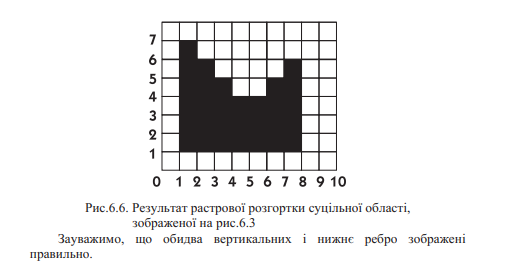 7
6
5
4
3
2
1
0 1 2 3 4 5 6 7 8 9 10
Рис.6.6. Результат растрової розгортки суцільної області,
зображеної на рис.6.3
Зауважимо, що обидва вертикальних і нижнє ребро зображені
правильно.